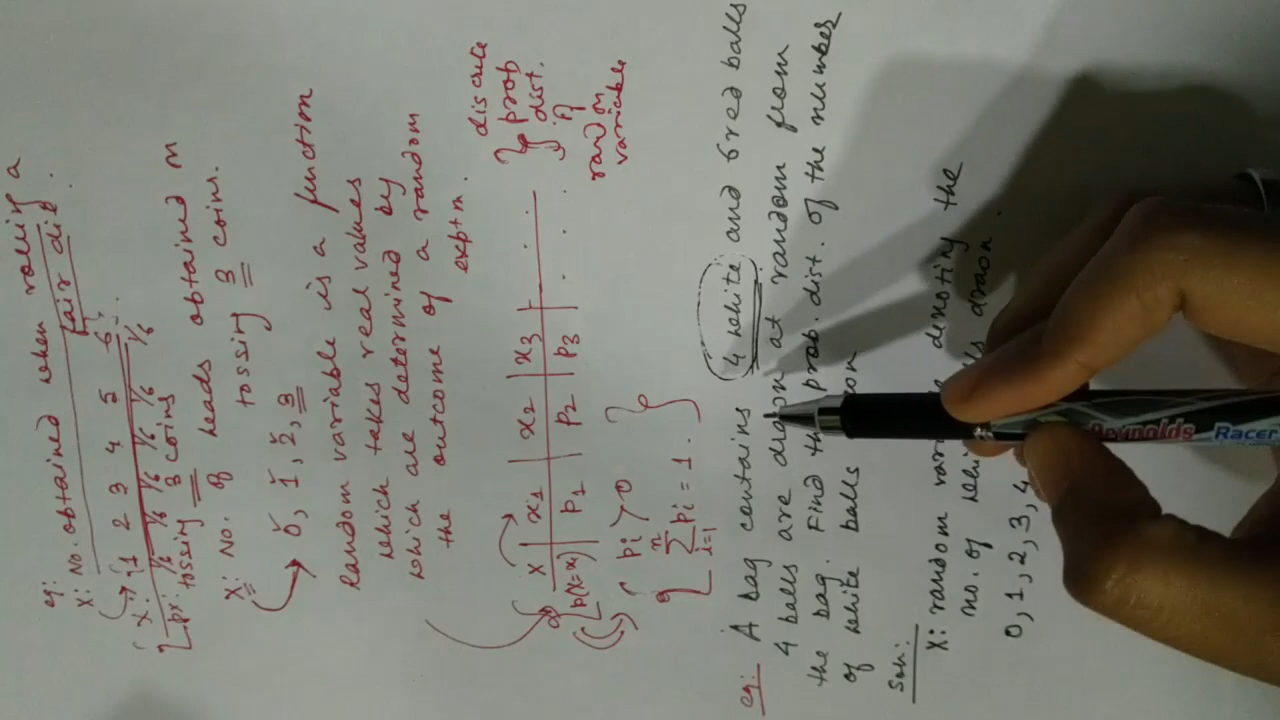 eg:
X: No. obtained when rolling a
fair die.
X: 1 2 3 4 5 6
px: 1/6 1/6 1/6 1/6 1/6 1/6
tossing 3 coins
X: No. of heads obtained in
tossing 3 coins.
0, 1, 2, 3
Random variable is a function
which takes real values
which are determined by
the outcome of a random
exptm.
X | x1 | x2 | x3 | . . .
P(X=x) | p1 | p2 | p3 | . . .
discrete
prob
dist.
of
random
variable
pi > 0
n
∑ pi = 1.
i=1
eg: A bag contains 4 white and 6 red balls
4 balls are drawn at random from
the bag. Find the prob. dist. of the number
of white balls
Soln:
X: random denoting the
no. of drawn.
0, 1, 2, 3, 4
Reynolds Racer